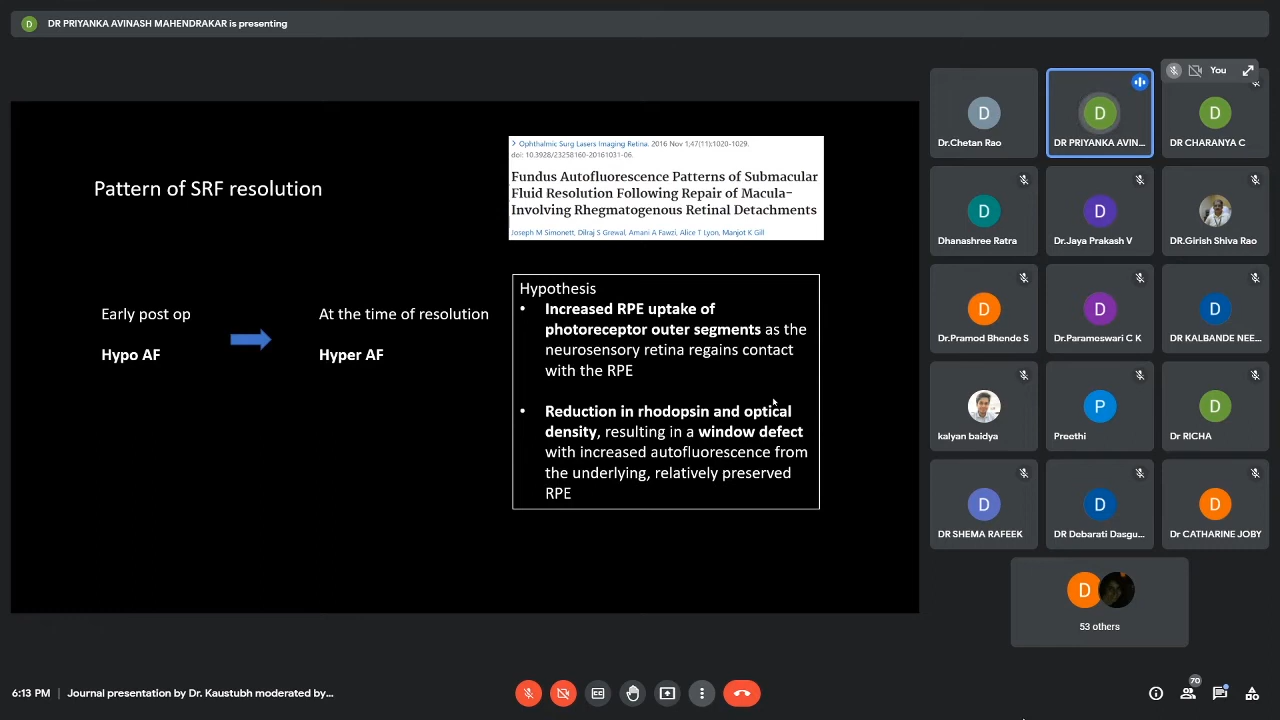 D DR PRIYANKA AVINASH MAHENDRAKAR is presenting
Pattern of SRF resolution
Early post op
Hypo AF
At the time of resolution
Hyper AF
> Ophthalmic Surg Lasers Imaging Retina. 2016 Nov 1;47(11):1020-1029.
doi: 10.3928/23258160-20161031-06.
Fundus Autofluorescence Patterns of Submacular
Fluid Resolution Following Repair of Macula-
Involving Rhegmatogenous Retinal Detachments
Joseph M Simonett, Dilraj S Grewal, Amani A Fawzi, Alice T Lyon, Manjot K Gill
Hypothesis
• Increased RPE uptake of
photoreceptor outer segments as the
neurosensory retina regains contact
with the RPE
• Reduction in rhodopsin and optical
density, resulting in a window defect
with increased autofluorescence from
the underlying, relatively preserved
RPE
You
D
Dr.Chetan Rao
D
DR PRIYANKA AVIN...
D
DR CHARANYA C
D
Dhanashree Ratra
D
Dr.Jaya Prakash V
DR.Girish Shiva Rao
D
Dr.Pramod Bhende S
D
Dr.Parameswari C K
D
DR KALBANDE NEE...
kalyan baidya
P
Preethi
D
Dr RICHA
D
DR SHEMA RAFEEK
D
DR Debarati Dasgu...
D
Dr CATHARINE JOBY
D
53 others
6:13 PM | Journal presentation by Dr. Kaustubh moderated by...
70